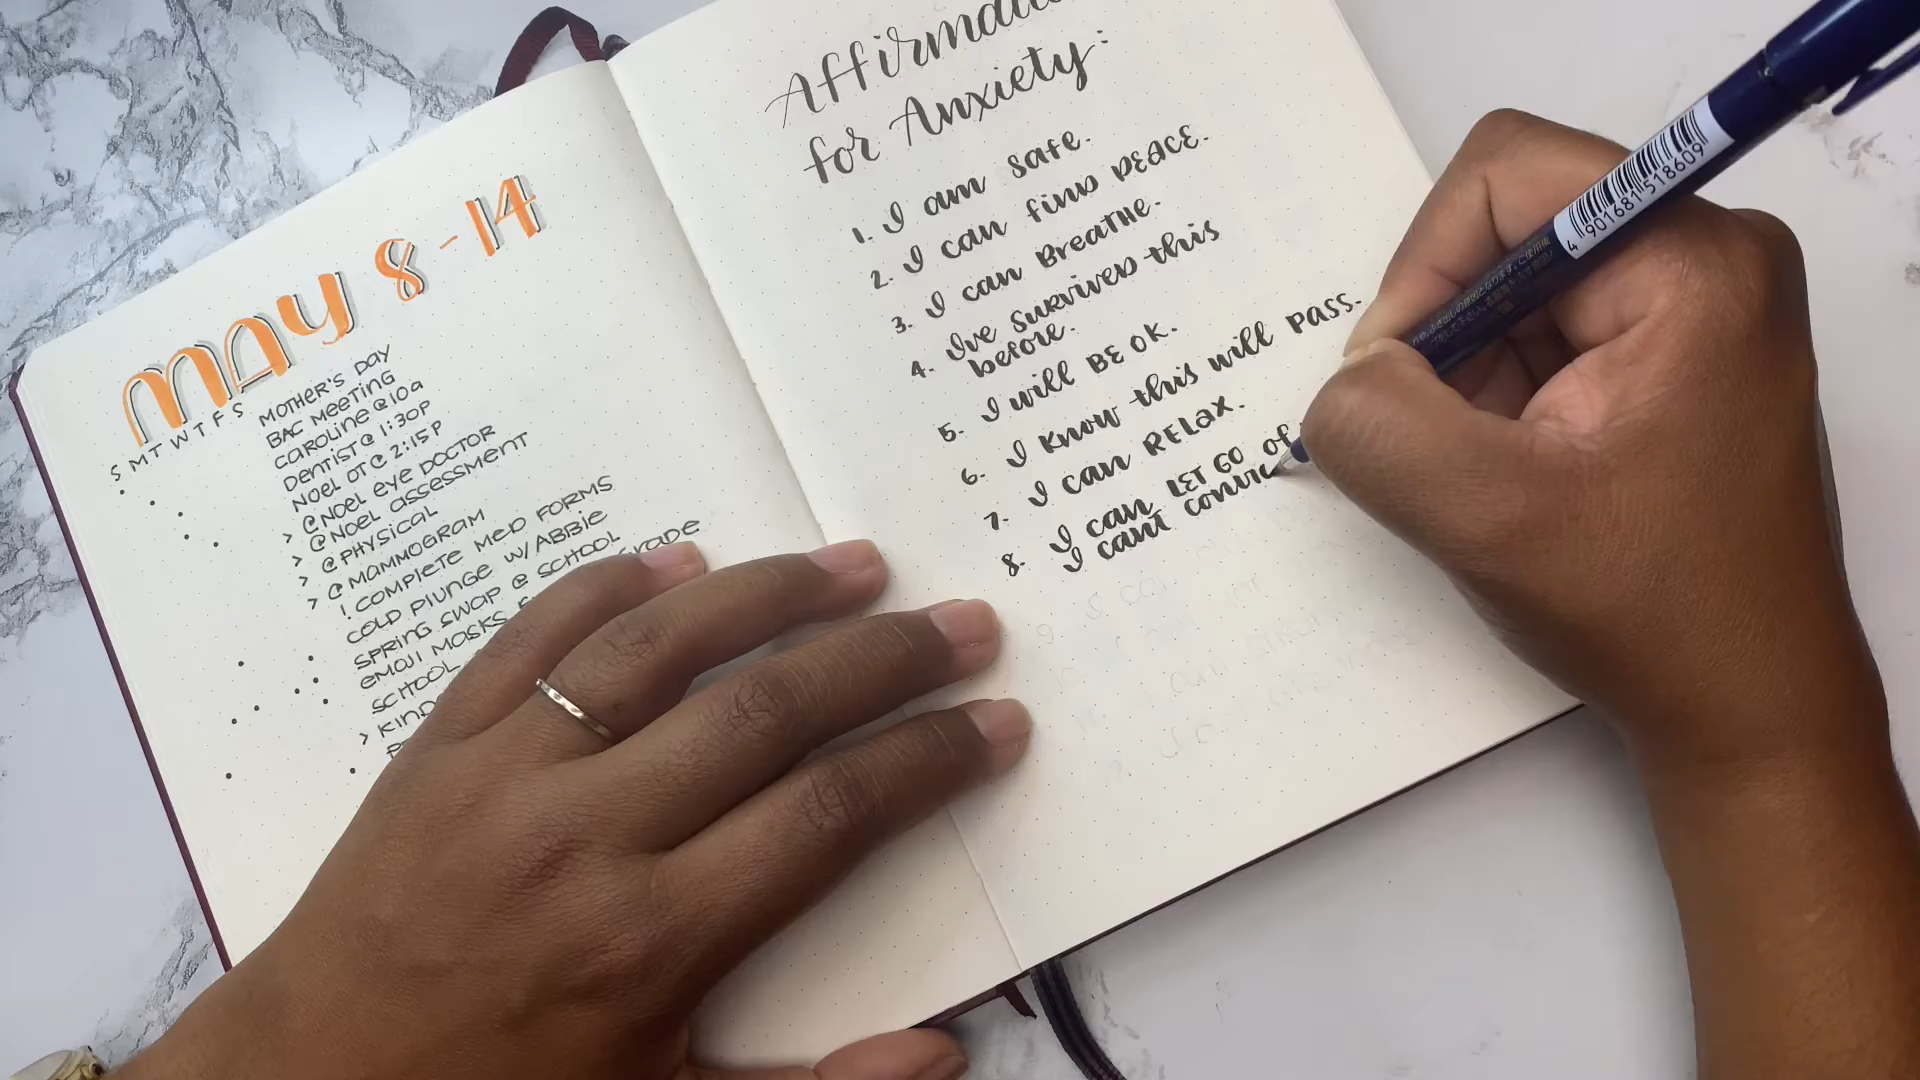 MAY 8-14
S M T W T F S
MOTHER'S DAY
BAC MEETING
CAROLINE @ 10a
DENTIST @ 1:30P
NOEL OT @ 2:15P
> @ NOEL EYE DOCTOR
> @ NOEL ASSESSMENT
> @ PHYSICAL
> @ MAMMOGRAM
! COMPLETE MED FORMS
COLD PLUNGE W/ ABBIE
SPRING SWAP @ SCHOOL
EMOJI MASKS
SCHOOL
> KIND
for Anxiety:
1. I am safe.
2. I can find peace.
3. I can breathe.
4. I've survived this
before.
5. I will be ok.
6. I know this will pass.
7. I can relax.
8. I can let go of
I can't
4 901681 518609